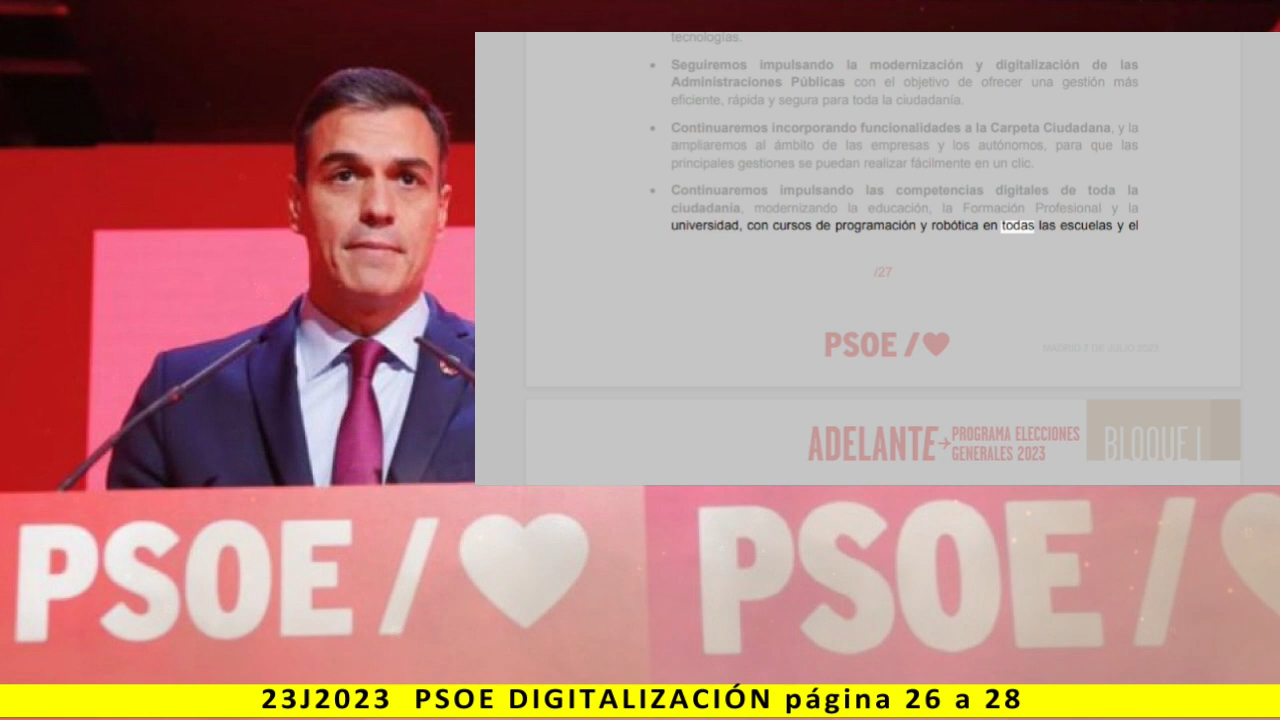 tecnologías.
• Seguiremos impulsando la modernización y digitalización de las
Administraciones Públicas con el objetivo de ofrecer una gestión más
eficiente, rápida y segura para toda la ciudadanía.
• Continuaremos incorporando funcionalidades a la Carpeta Ciudadana, y la
ampliaremos al ámbito de las empresas y los autónomos, para que las
principales gestiones se puedan realizar fácilmente en un clic.
• Continuaremos impulsando las competencias digitales de toda la
ciudadanía, modernizando la educación, la Formación Profesional y la
universidad, con cursos de programación y robótica en todas las escuelas y el
/27
PSOE /
MADRID 7 DE JULIO 2023
ADELANTE→PROGRAMA ELECCIONES
GENERALES 2023
BLOQUE I
PSOE /
PSOE /
23J2023 PSOE DIGITALIZACIÓN página 26 a 28